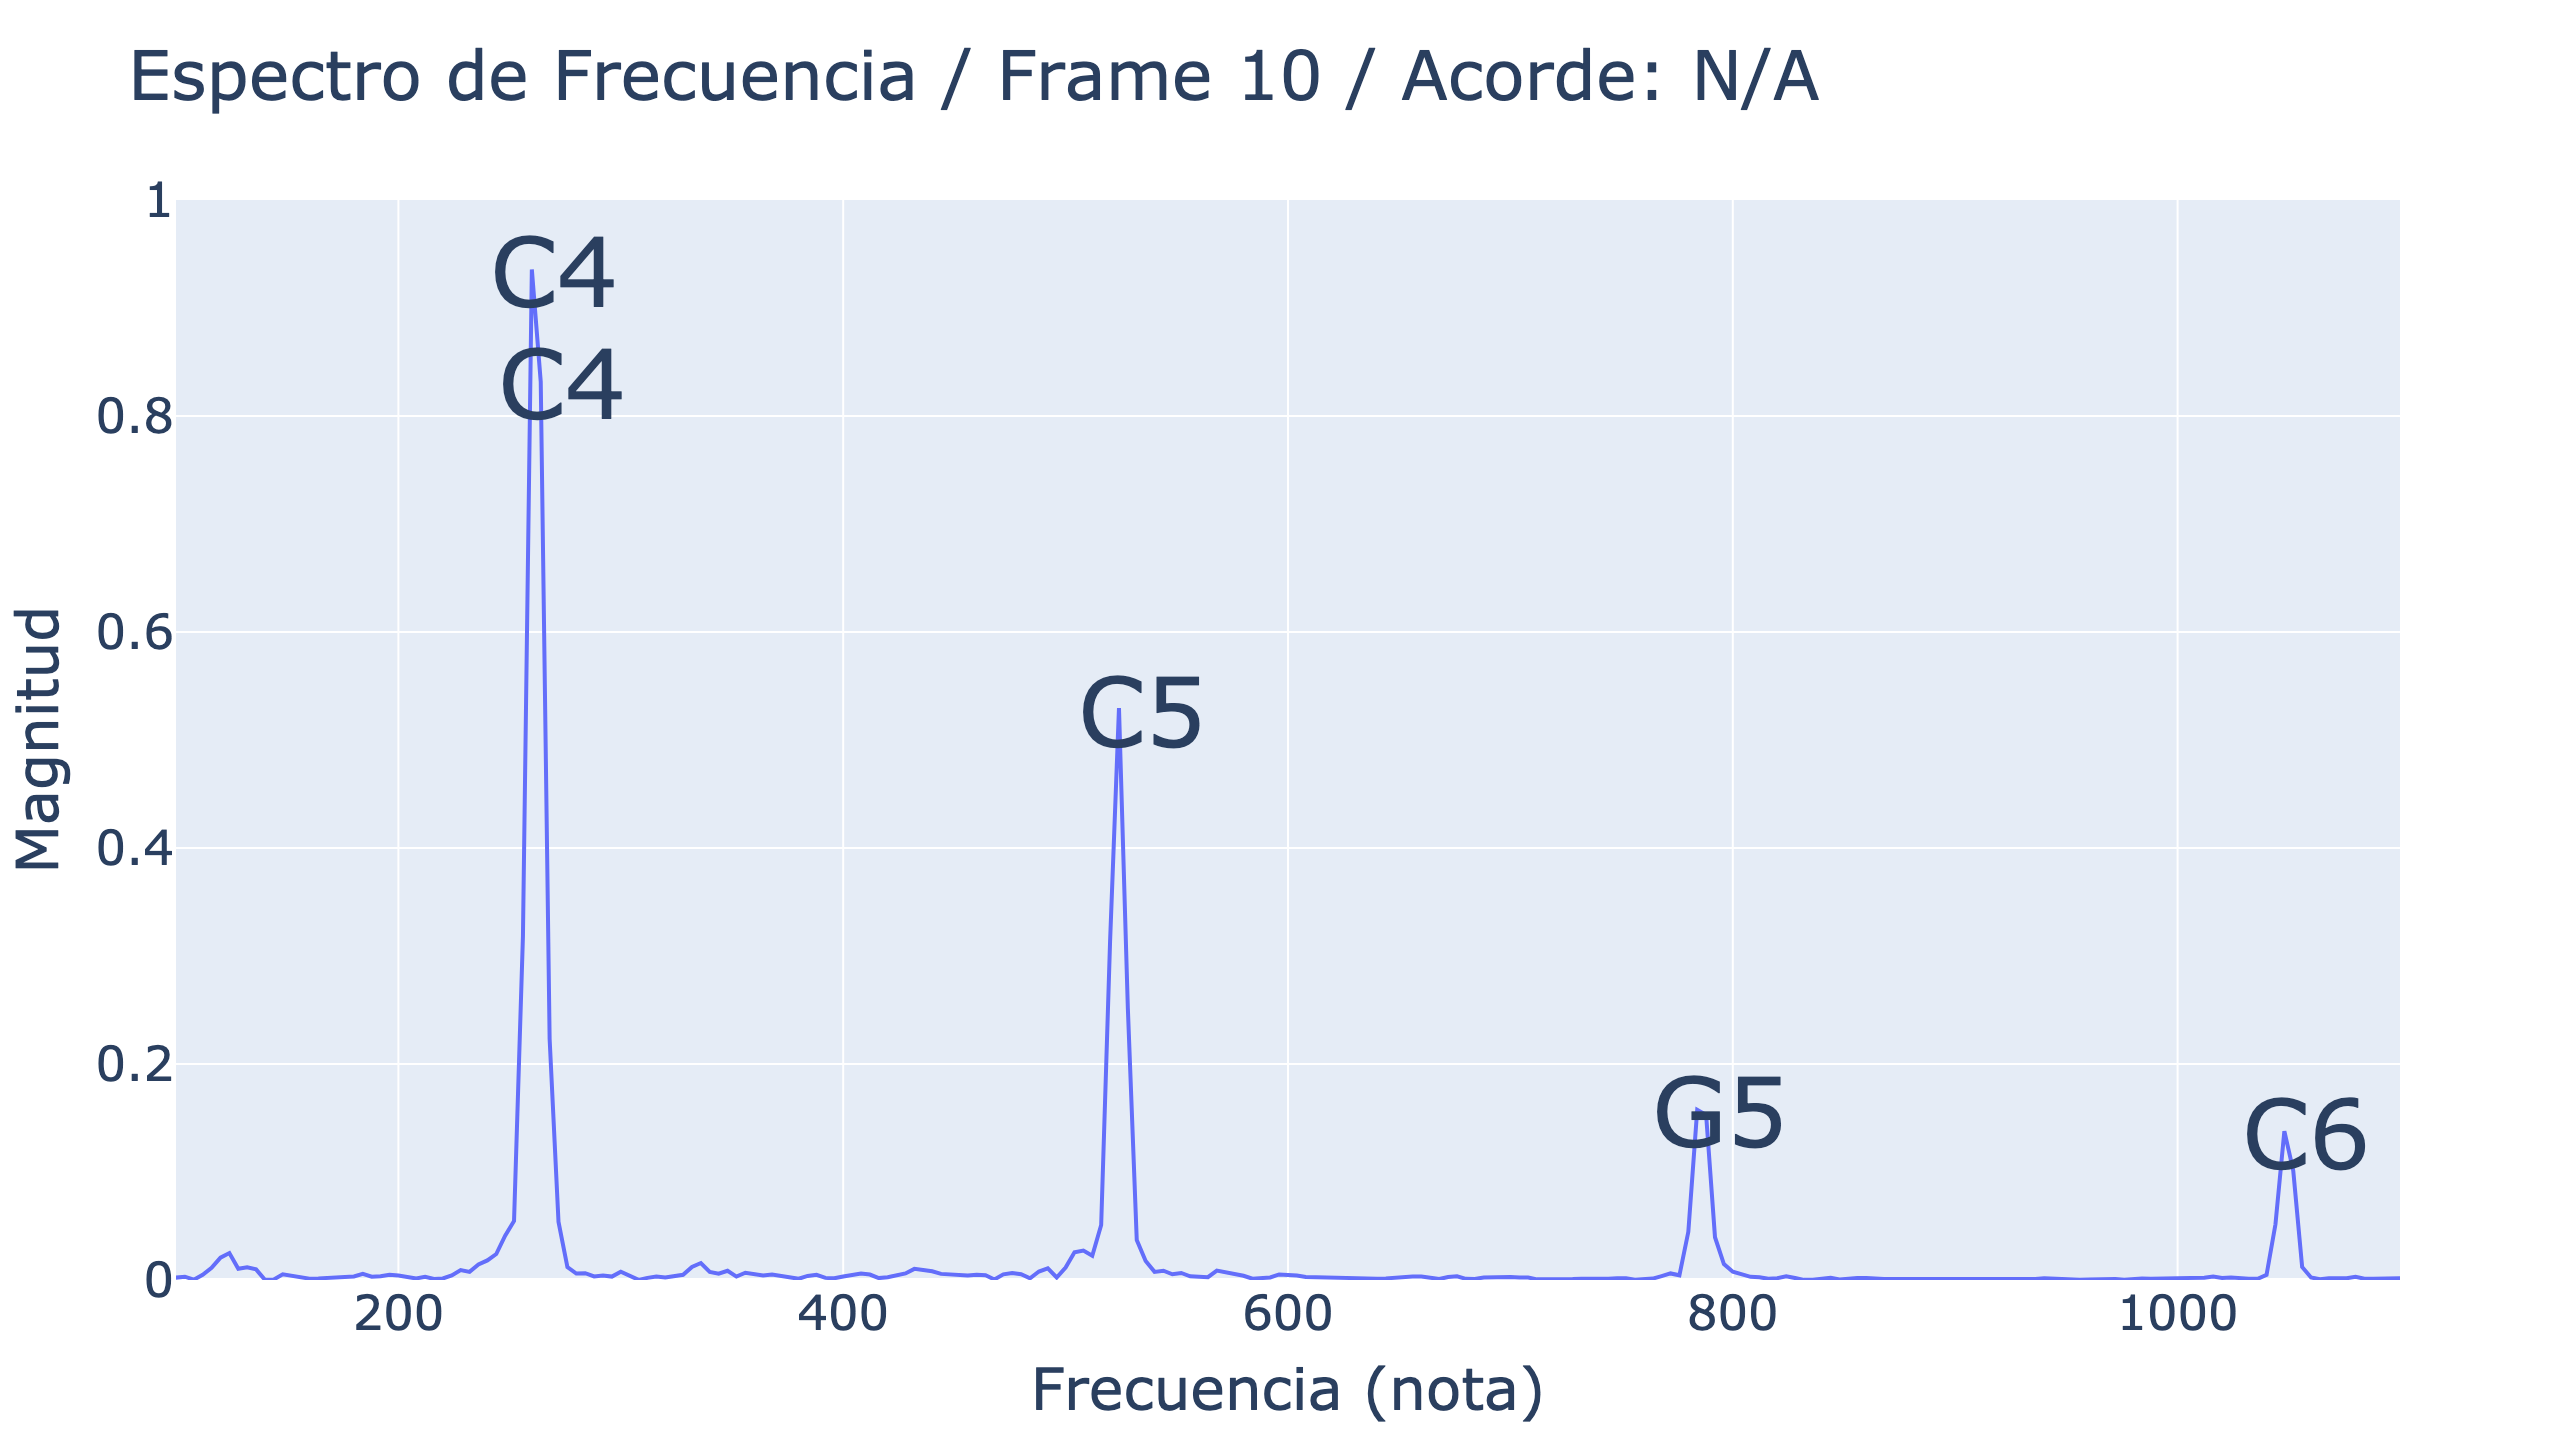 Espectro de Frecuencia / Frame 10 / Acorde: N/A
1
C4
C4
0.8
0.6
C5
Magnitud
0.4
0.2
G5
C6
0
200 400 600 800 1000
Frecuencia (nota)